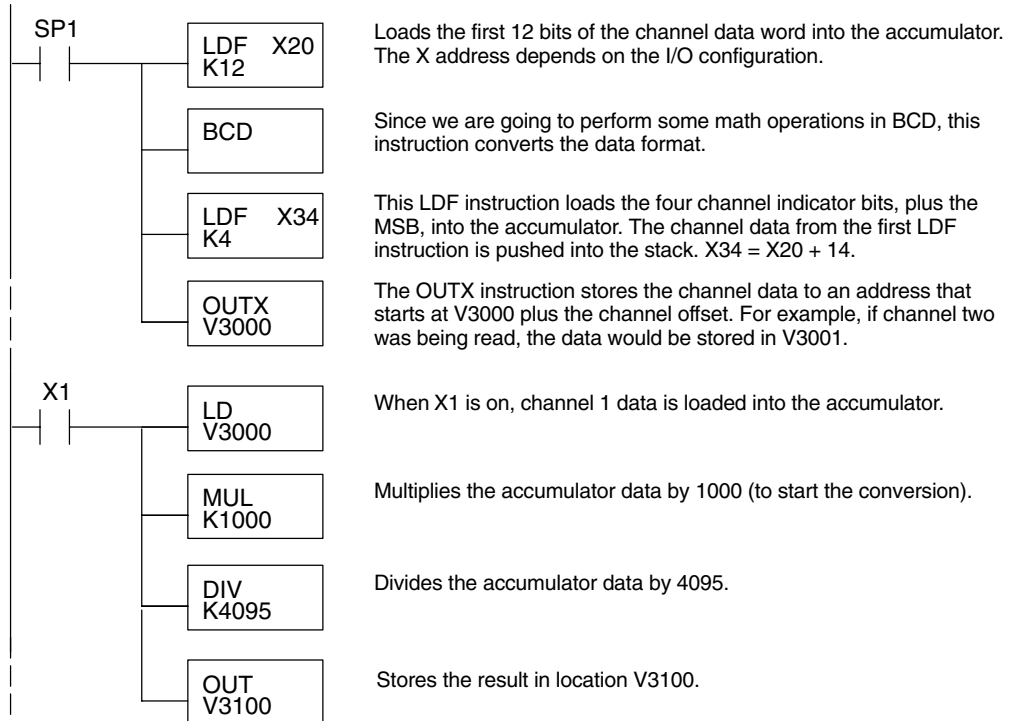 SP1
LDF X20
K12
Loads the first 12 bits of the channel data word into the accumulator.
The X address depends on the I/O configuration.
BCD
Since we are going to perform some math operations in BCD, this
instruction converts the data format.
LDF X34
K4
This LDF instruction loads the four channel indicator bits, plus the
MSB, into the accumulator. The channel data from the first LDF
instruction is pushed into the stack. X34 = X20 + 14.
OUTX
V3000
The OUTX instruction stores the channel data to an address that
starts at V3000 plus the channel offset. For example, if channel two
was being read, the data would be stored in V3001.
X1
LD
V3000
When X1 is on, channel 1 data is loaded into the accumulator.
MUL
K1000
Multiplies the accumulator data by 1000 (to start the conversion).
DIV
K4095
Divides the accumulator data by 4095.
OUT
V3100
Stores the result in location V3100.